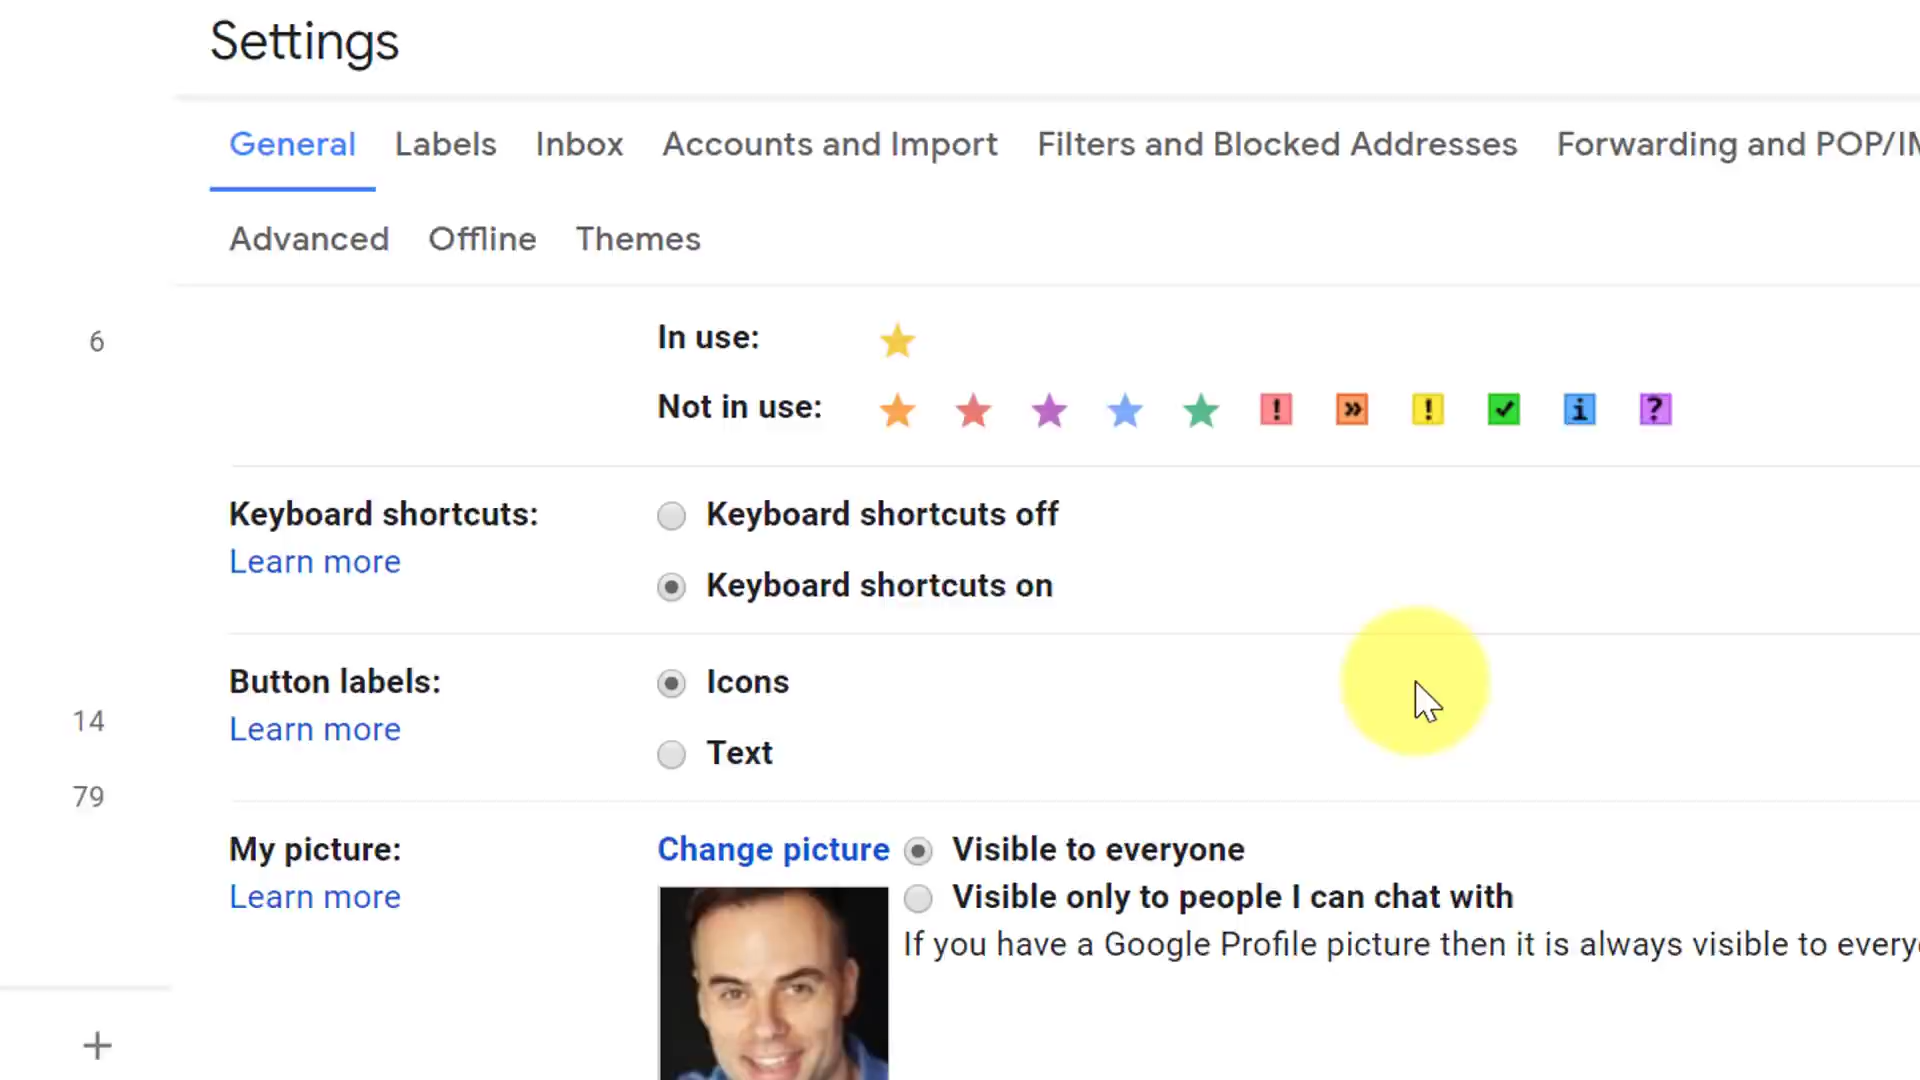 Settings
General Labels Inbox Accounts and Import Filters and Blocked Addresses Forwarding and POP/IM
Advanced Offline Themes
6
In use:
Not in use: ! » ! ✓ i ?
Keyboard shortcuts: Keyboard shortcuts off
Learn more
Keyboard shortcuts on
Button labels: Icons
14
Learn more
Text
79
My picture: Change picture Visible to everyone
Learn more Visible only to people I can chat with
If you have a Google Profile picture then it is always visible to every
+